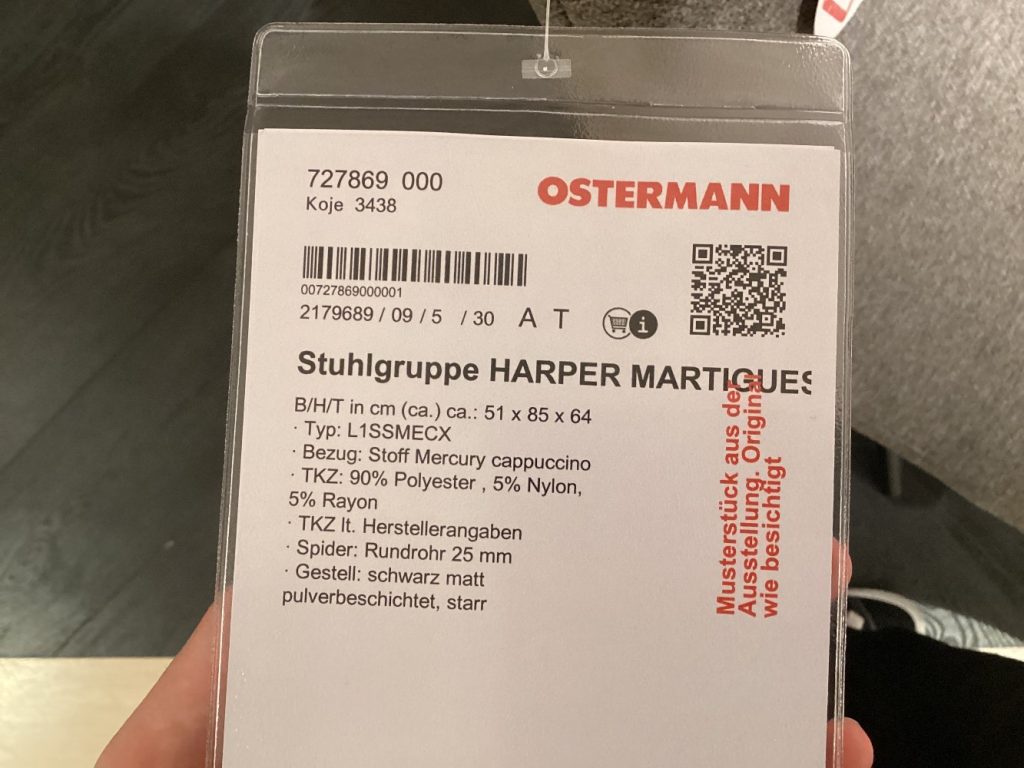 727869 000
Koje 3438
OSTERMANN
00727869000001
2179689 / 09 / 5 / 30 A T
i
Stuhlgruppe HARPER MARTIGUES
B/H/T in cm (ca.) ca.: 51 x 85 x 64
· Typ: L1SSMECX
· Bezug: Stoff Mercury cappuccino
· TKZ: 90% Polyester , 5% Nylon,
5% Rayon
· TKZ lt. Herstellerangaben
· Spider: Rundrohr 25 mm
· Gestell: schwarz matt
pulverbeschichtet, starr
Musterstück aus der
Ausstellung. Original
wie besichtigt